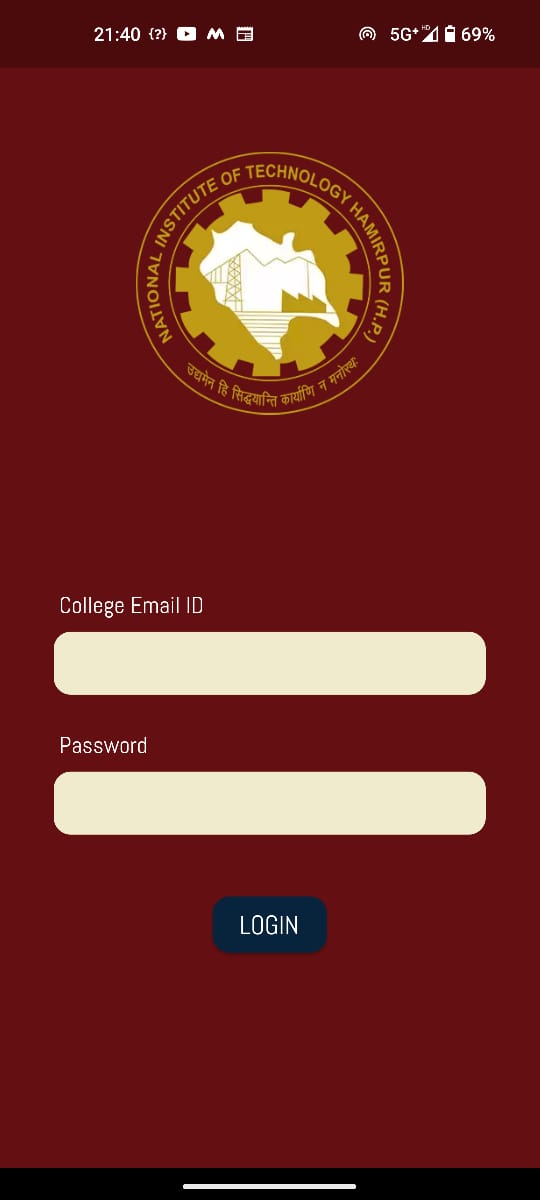 21:40 {?} 5G+ HD 69%
NATIONAL INSTITUTE OF TECHNOLOGY HAMIRPUR (H.P.)
उद्यमेन हि सिद्धयान्ति कार्याणि न मनोरथः
College Email ID
Password
LOGIN